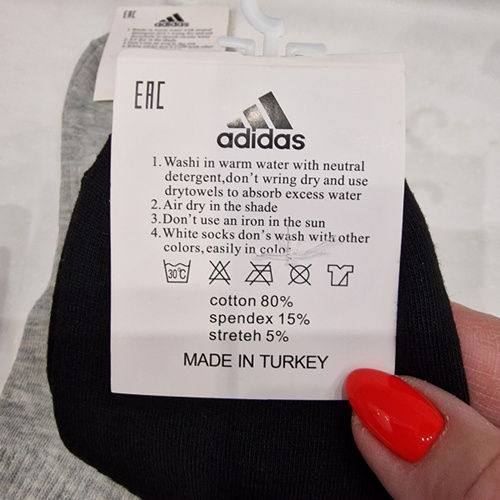 EAC
adidas
EAC
adidas
1.Washi in warm water with neutral
detergent,don't wring dry and use
drytowels to absorb excess water
2.Air dry in the shade
3.Don't use an iron in the sun
4.White socks don's wash with other
colors,easily in color
30°C
cotton 80%
spendex 15%
streteh 5%
MADE IN TURKEY